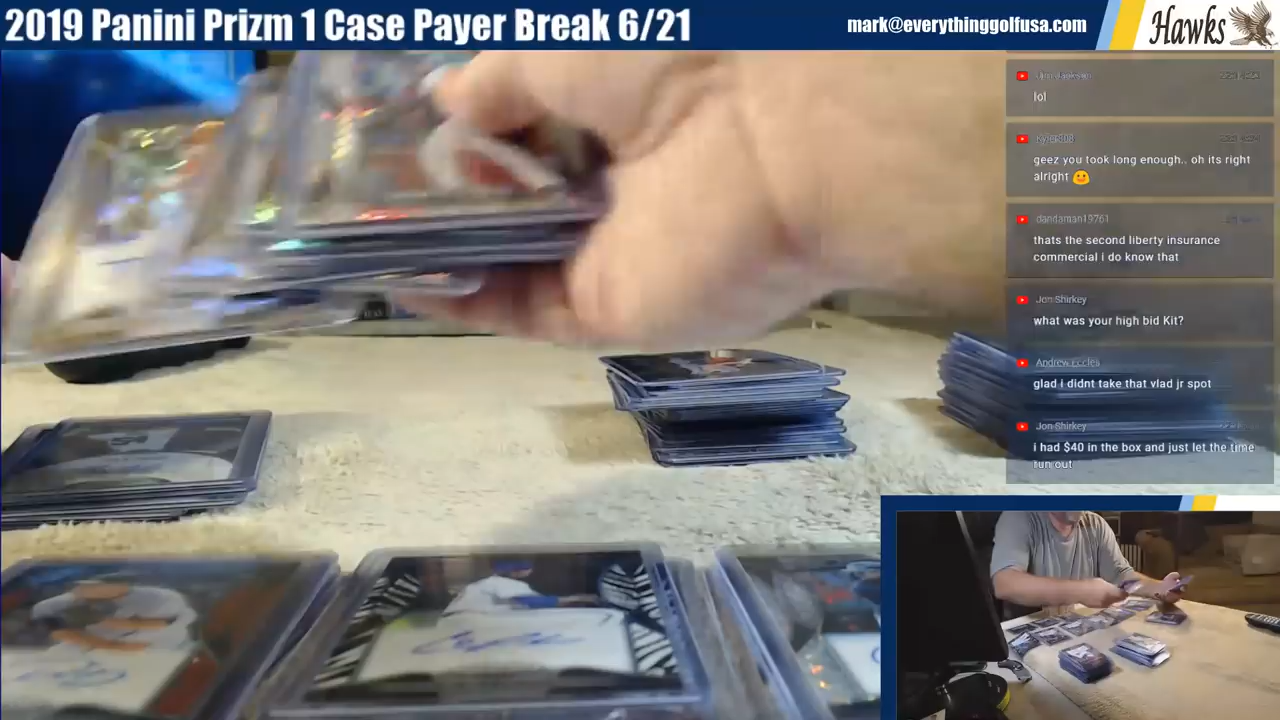 2019 Panini Prizm 1 Case Payer Break 6/21
mark@everythinggolfusa.com
Hawks
lol
geez you took long enough.. oh its right
alright
dandaman19761
thats the second liberty insurance
commercial i do know that
Jon Shirkey
what was your high bid Kit?
Andrew Eccles
glad i didnt take that vlad jr spot
Jon Shirkey
i had $40 in the box and just let the time
run out